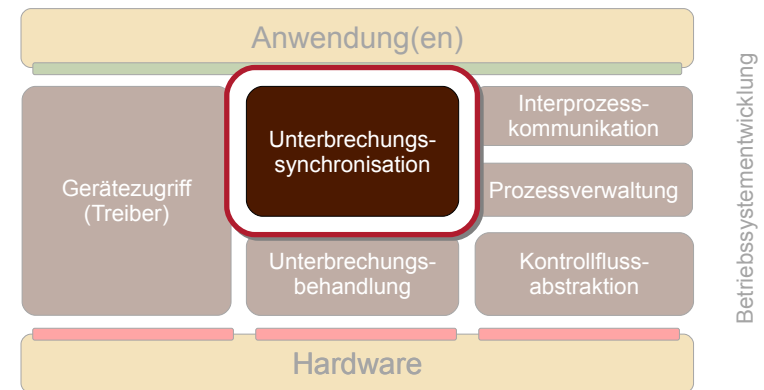 Anwendung(en)
Gerätezugriff
(Treiber)
Unterbrechungs-
synchronisation
Interprozess-
kommunikation
Prozessverwaltung
Unterbrechungs-
behandlung
Kontrollfluss-
abstraktion
Hardware
Betriebssystementwicklung